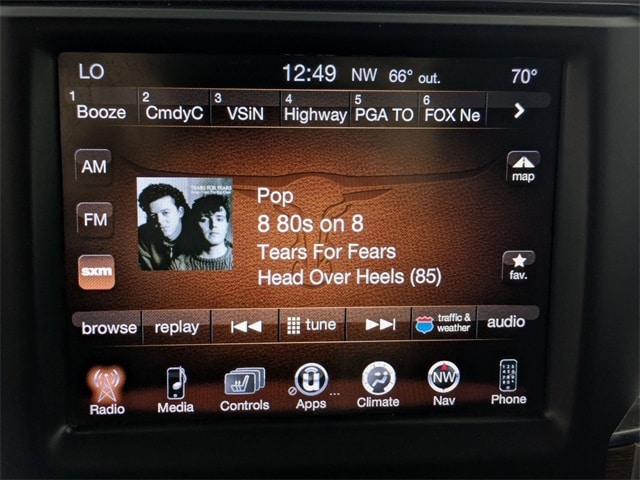 LO 12:49 NW 66° out. 70°
1 Booze 2 CmdyC 3 VSiN 4 Highway 5 PGA TO 6 FOX Ne
AM
map
TEARS FOR FEARS
Pop
FM
8 80s on 8
Tears For Fears
sxm
Head Over Heels (85)
fav.
browse replay tune traffic & weather audio
Radio Media Controls Apps ... Climate NW Nav Phone